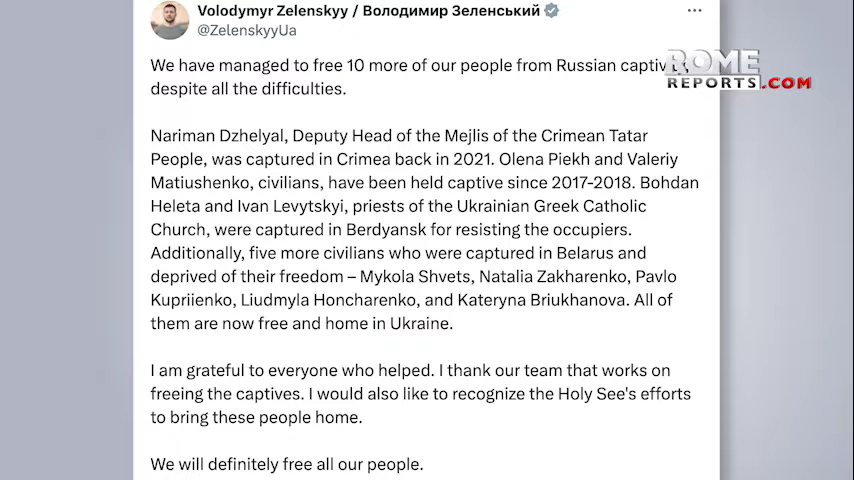 Volodymyr Zelenskyy / Володимир Зеленський
@ZelenskyyUa
ROME
REPORTS.COM
We have managed to free 10 more of our people from Russian
despite all the difficulties.
Nariman Dzhelyal, Deputy Head of the Mejlis of the Crimean Tatar
People, was captured in Crimea back in 2021. Olena Piekh and Valeriy
Matiushenko, civilians, have been held captive since 2017-2018. Bohdan
Heleta and Ivan Levytskyi, priests of the Ukrainian Greek Catholic
Church, were captured in Berdyansk for resisting the occupiers.
Additionally, five more civilians who were captured in Belarus and
deprived of their freedom – Mykola Shvets, Natalia Zakharenko, Pavlo
Kupriienko, Liudmyla Honcharenko, and Kateryna Briukhanova. All of
them are now free and home in Ukraine.
I am grateful to everyone who helped. I thank our team that works on
freeing the captives. I would also like to recognize the Holy See's efforts
to bring these people home.
We will definitely free all our people.